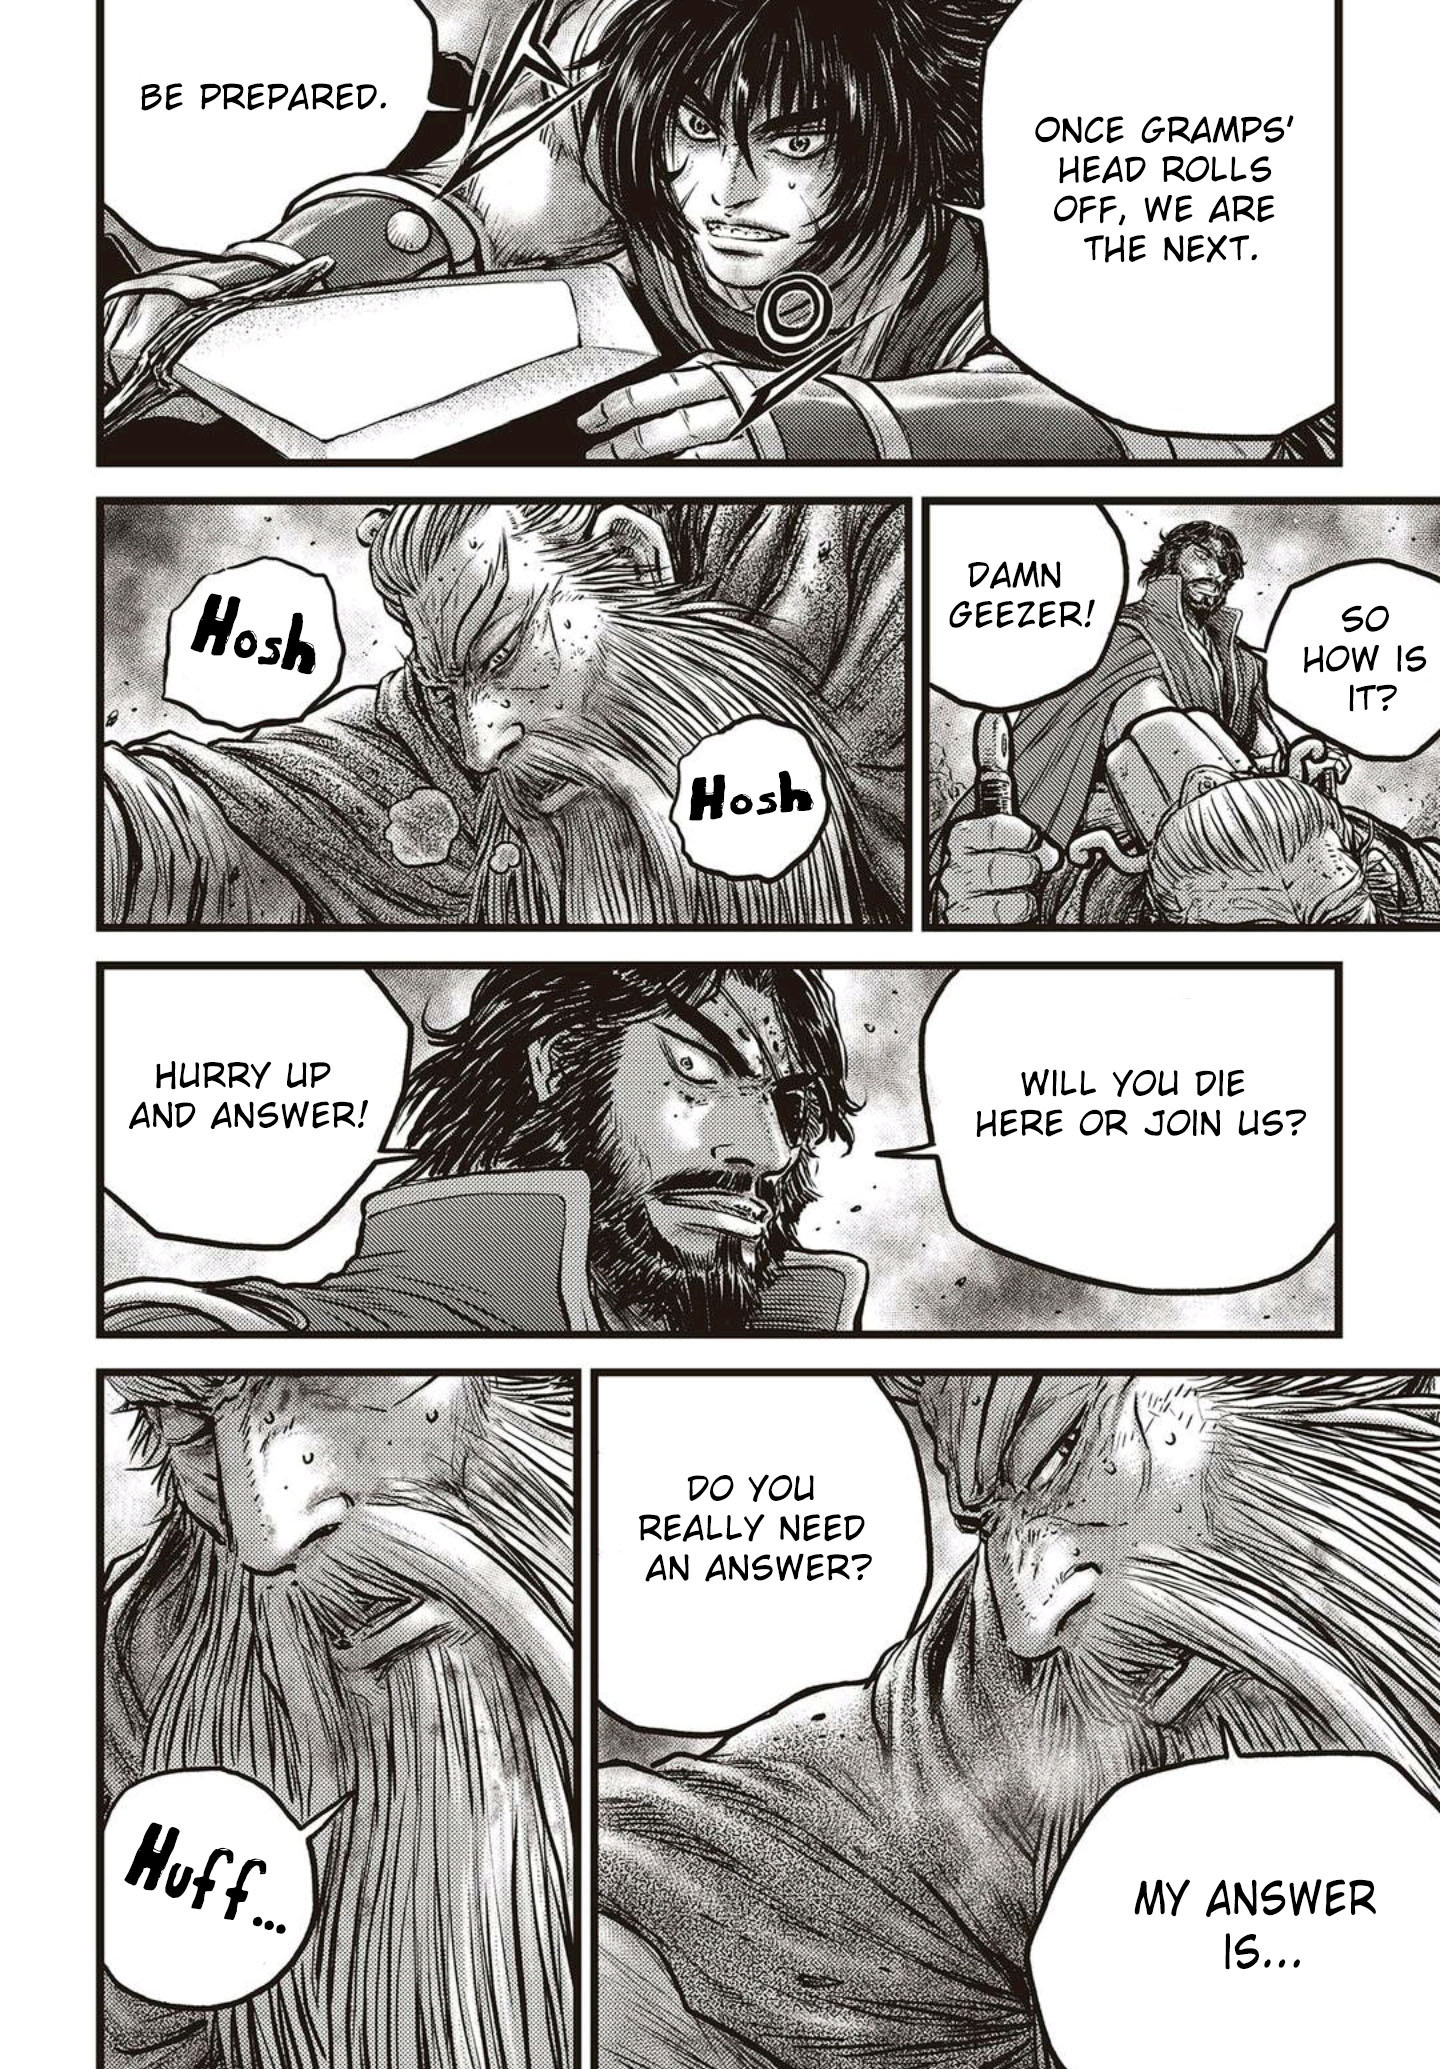 ONCE GRAMPS'
HEAD ROLLS
OFF, WE ARE
THE NEXT.
BE PREPARED.
SO
HOW IS
IT?
DAMN
GEEZER!
Hosh
Hosh
WILL YOU DIE
HERE OR JOIN US?
HURRY UP
AND ANSWER!
DO YOU
REALLY NEED
AN ANSWER?
MY ANSWER
IS...
Huff...